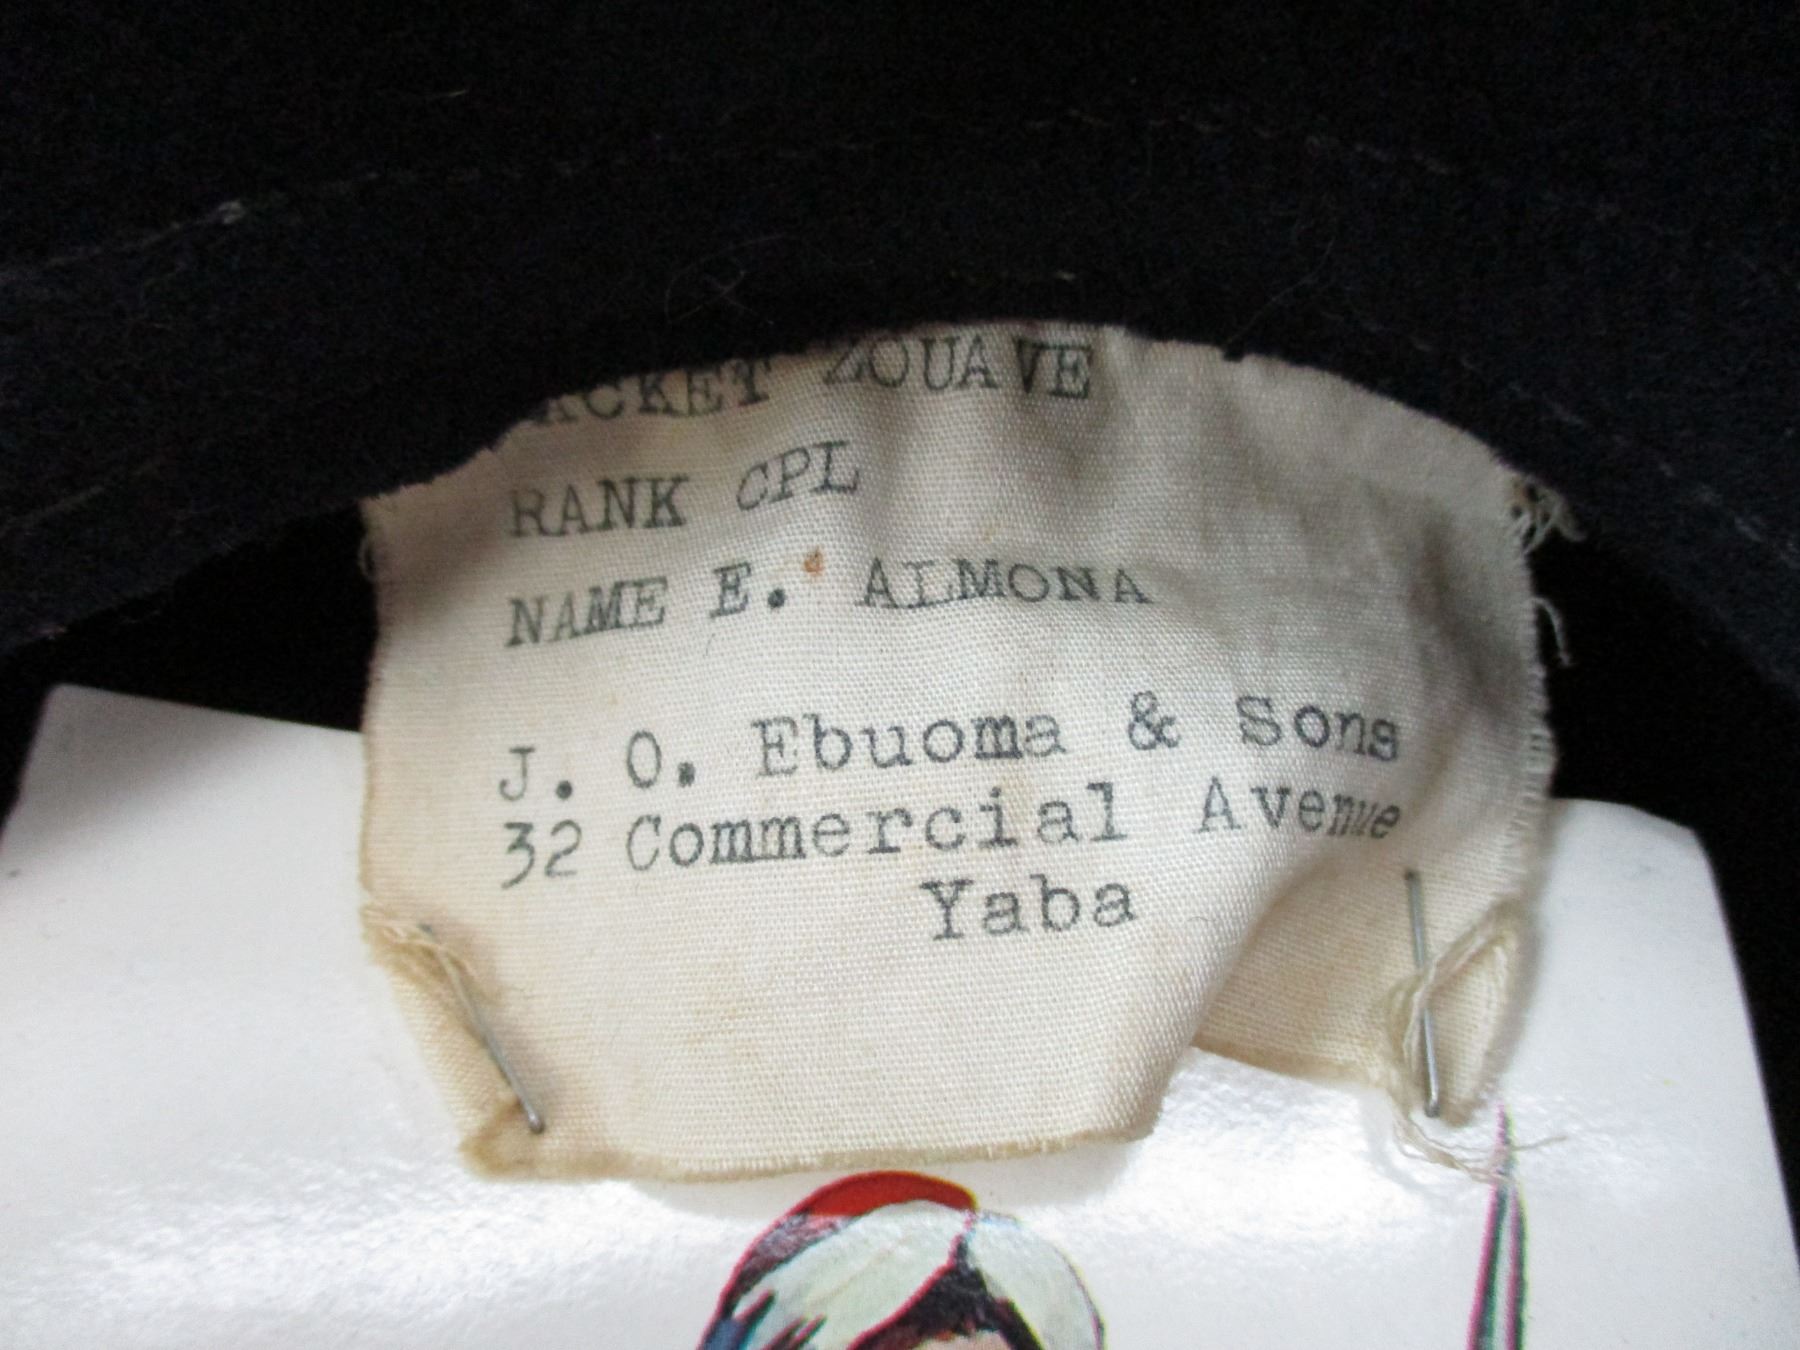 ACKET ZOUAVE
RANK CPL
NAME E. ALMONA
J. O. Ebuoma & Sons
32 Commercial Avenue
Yaba